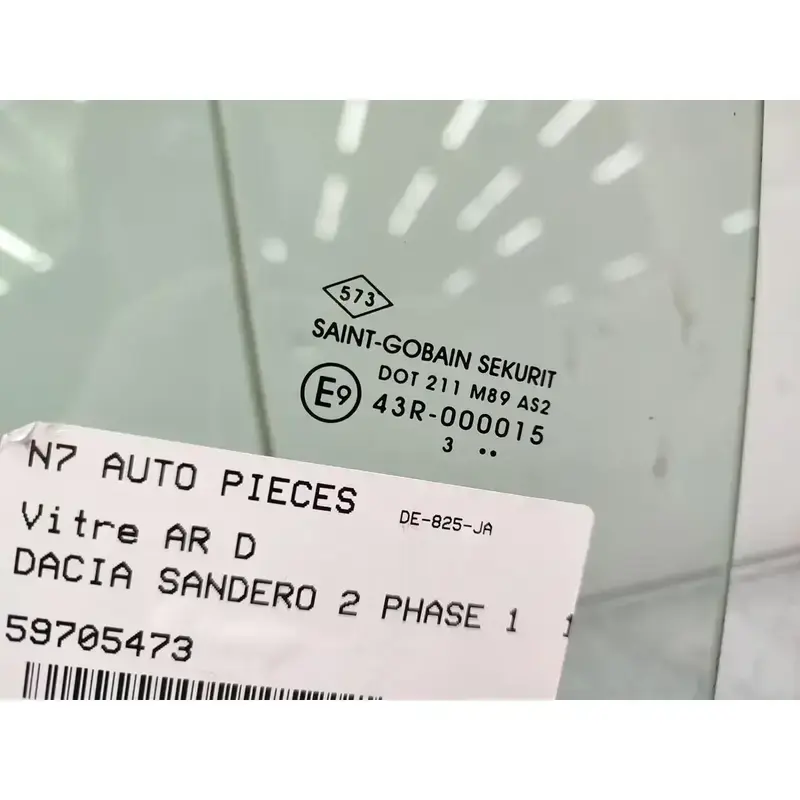 573
SAINT-GOBAIN SEKURIT
DOT 211 M89 AS2
E9 43R-000015
3 ..
N7 AUTO PIECES
DE-825-JA
Vitre AR D
DACIA SANDERO 2 PHASE 1
59705473